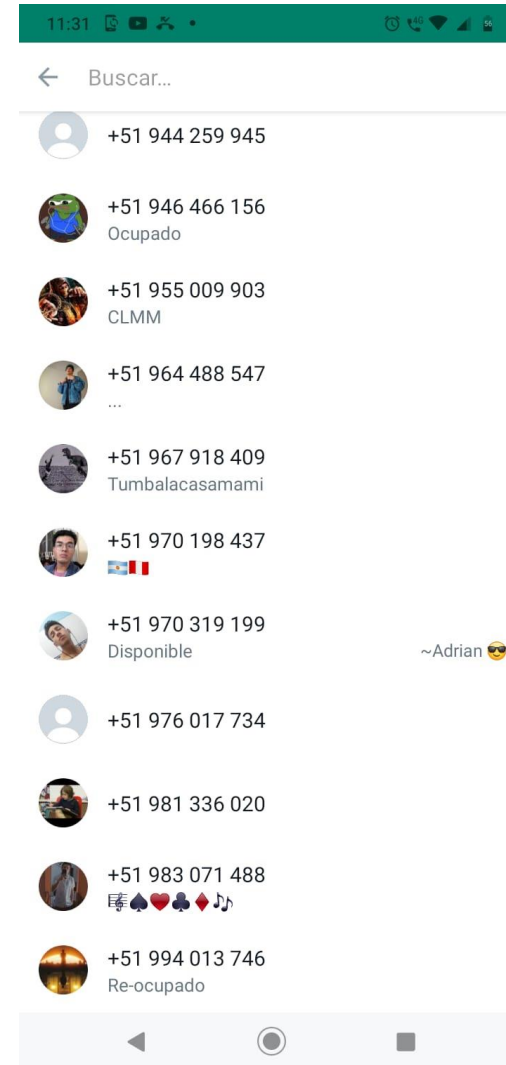 11:31
4G
56
Buscar...
+51 944 259 945
+51 946 466 156
Ocupado
+51 955 009 903
CLMM
+51 964 488 547
...
+51 967 918 409
Tumbalacasamami
+51 970 198 437
🇦🇷🇵🇪
+51 970 319 199
Disponible ~Adrian 😎
+51 976 017 734
+51 981 336 020
+51 983 071 488
🎼♠️♥️♣️♦️🎶
+51 994 013 746
Re-ocupado